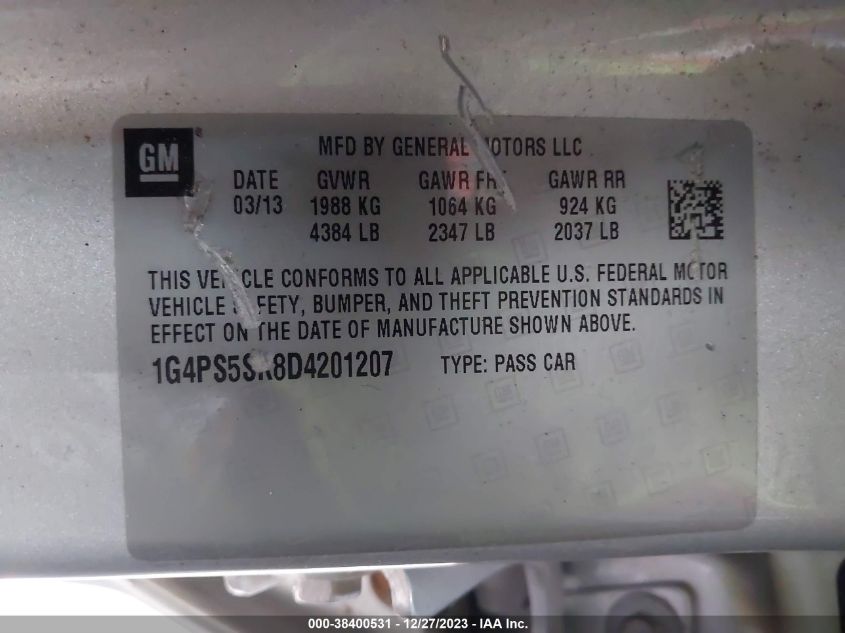 GM
MFD BY GENERAL MOTORS LLC
DATE GVWR GAWR FRT GAWR RR
03/13 1988 KG 1064 KG 924 KG
4384 LB 2347 LB 2037 LB
THIS VEHICLE CONFORMS TO ALL APPLICABLE U.S. FEDERAL MOTOR
VEHICLE SAFETY, BUMPER, AND THEFT PREVENTION STANDARDS IN
EFFECT ON THE DATE OF MANUFACTURE SHOWN ABOVE.
1G4PS5SK8D4201207 TYPE: PASS CAR
000-38400531 - 12/27/2023 - IAA Inc.